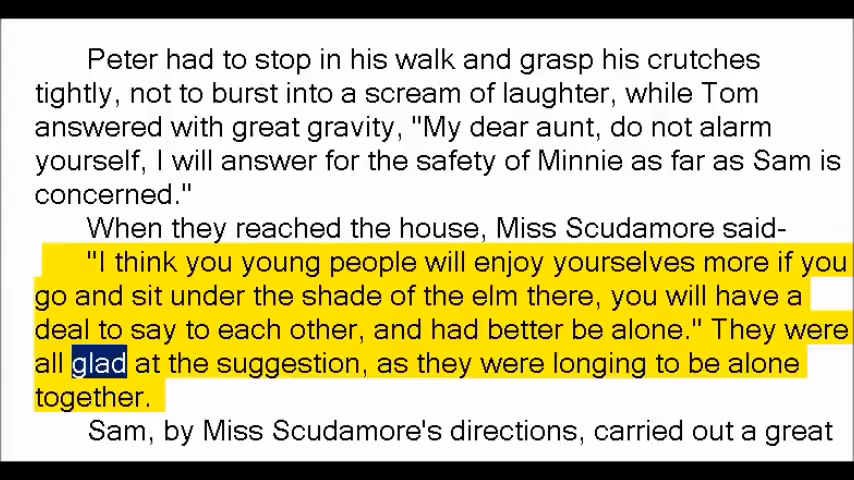 Peter had to stop in his walk and grasp his crutches
tightly, not to burst into a scream of laughter, while Tom
answered with great gravity, "My dear aunt, do not alarm
yourself, I will answer for the safety of Minnie as far as Sam is
concerned."
When they reached the house, Miss Scudamore said-
"I think you young people will enjoy yourselves more if you
go and sit under the shade of the elm there, you will have a
deal to say to each other, and had better be alone." They were
all glad at the suggestion, as they were longing to be alone
together.
Sam, by Miss Scudamore's directions, carried out a great